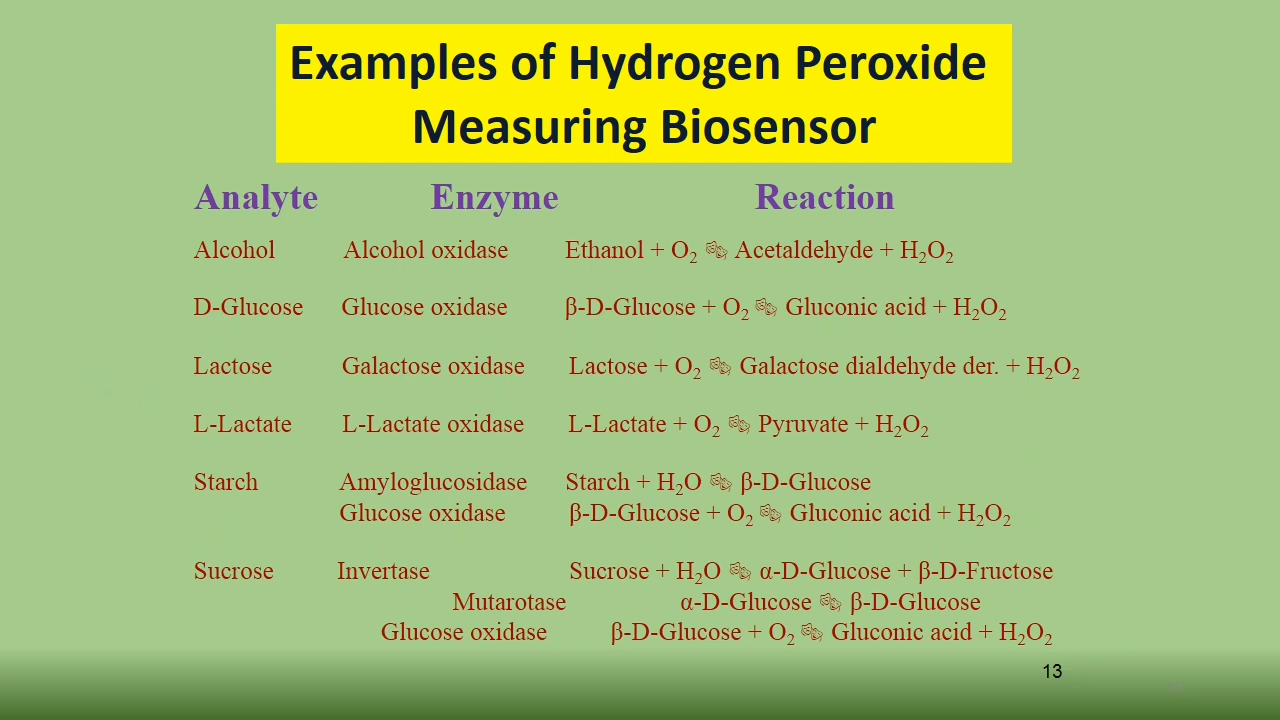 Examples of Hydrogen Peroxide
Measuring Biosensor
Analyte Enzyme Reaction
Alcohol Alcohol oxidase Ethanol + O₂ Acetaldehyde + H₂O₂
D-Glucose Glucose oxidase β-D-Glucose + O₂ Gluconic acid + H₂O₂
Lactose Galactose oxidase Lactose + O₂ Galactose dialdehyde der. + H₂O₂
L-Lactate L-Lactate oxidase L-Lactate + O₂ Pyruvate + H₂O₂
Starch Amyloglucosidase Starch + H₂O β-D-Glucose
Glucose oxidase β-D-Glucose + O₂ Gluconic acid + H₂O₂
Sucrose Invertase Sucrose + H₂O α-D-Glucose + β-D-Fructose
Mutarotase α-D-Glucose β-D-Glucose
Glucose oxidase β-D-Glucose + O₂ Gluconic acid + H₂O₂
13